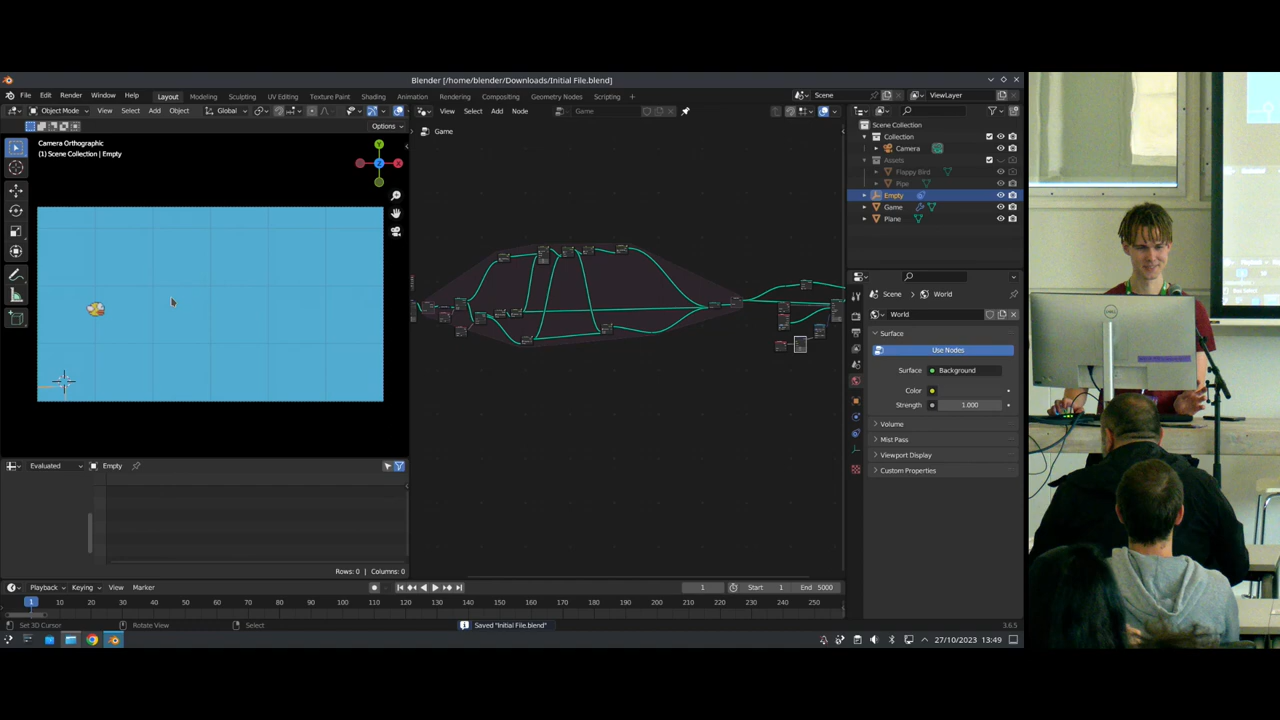 Blender [/home/blender/Downloads/Initial File.blend]
File Edit Render Window Help Layout Modeling Sculpting UV Editing Texture Paint Shading Animation Rendering Compositing Geometry Nodes Scripting + Scene ViewLayer
Object Mode View Select Add Object Global View Select Add Node Game
Options
Camera Orthographic
(1) Scene Collection | Empty
Game
Scene Collection
Collection
Camera
Assets
Flappy Bird
Pipe
Empty
Game
Plane
Y
Z
X
Scene World
World
Surface
Use Nodes
Surface Background
Color
Strength 1.000
Volume
Mist Pass
Viewport Display
Custom Properties
Evaluated Empty
Rows: 0 | Columns: 0
Playback Keying View Marker 1 Start 1 End 5000
1 10 20 30 40 50 60 70 80 90 100 110 120 130 140 150 160 170 180 190 200 210 220 230 240 250
Set 3D Cursor Rotate View Select Saved "Initial File.blend" 3.6.5
27/10/2023 13:49
DELL